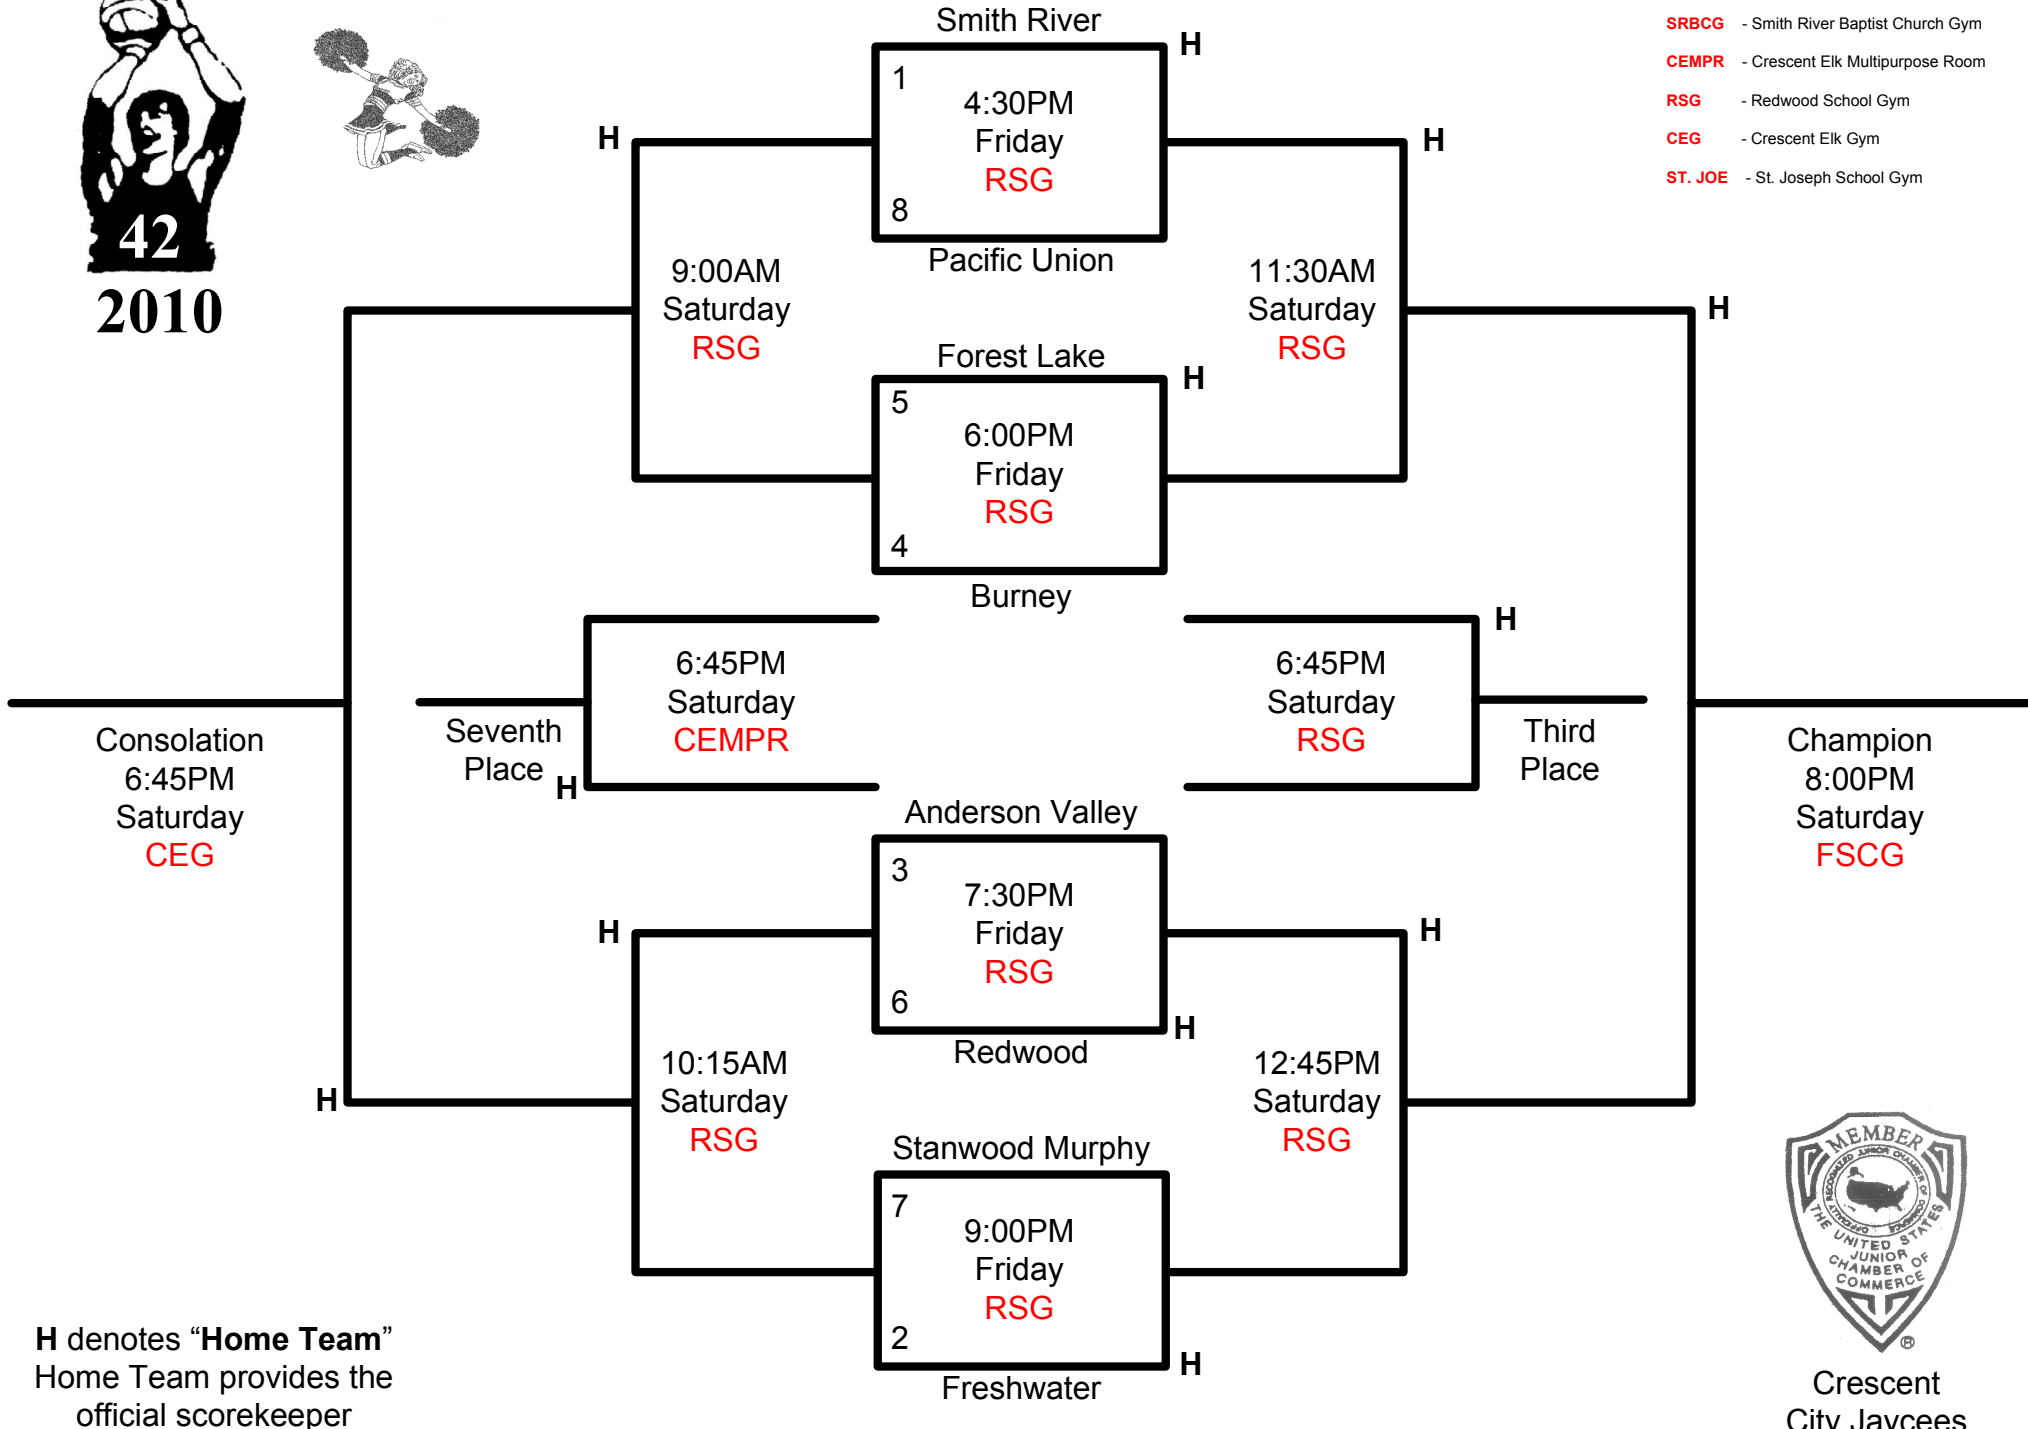 42
2010
SRBCG - Smith River Baptist Church Gym
CEMPR - Crescent Elk Multipurpose Room
RSG - Redwood School Gym
CEG - Crescent Elk Gym
ST. JOE - St. Joseph School Gym
Smith River
H
1
4:30PM
Friday
RSG
8
Pacific Union
H
H
9:00AM
Saturday
RSG
11:30AM
Saturday
RSG
H
Forest Lake
H
5
6:00PM
Friday
RSG
4
Burney
6:45PM
Saturday
CEMPR
Seventh
Place
H
H
6:45PM
Saturday
RSG
Third
Place
Consolation
6:45PM
Saturday
CEG
Champion
8:00PM
Saturday
FSCG
Anderson Valley
3
7:30PM
Friday
RSG
6
H
Redwood
H
H
10:15AM
Saturday
RSG
12:45PM
Saturday
RSG
H
Stanwood Murphy
7
9:00PM
Friday
RSG
2
H
Freshwater
H denotes “Home Team”
Home Team provides the
official scorekeeper
MEMBER
OFFICIALLY RECOGNIZED JUNIOR CHAMBER OF COMMERCE
THE UNITED STATES
JUNIOR
CHAMBER OF
COMMERCE
®
Crescent
City Jaycees